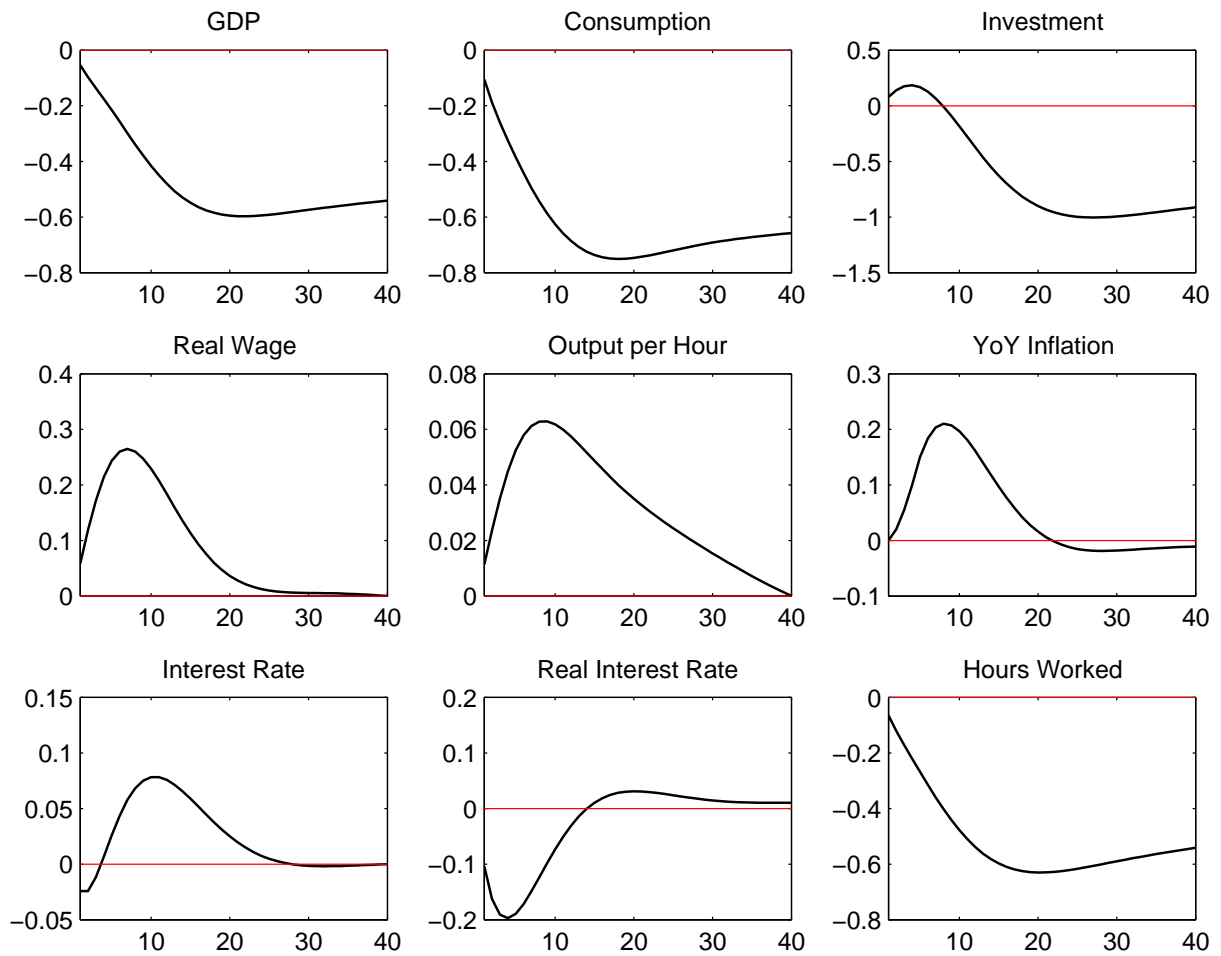 GDP
Consumption
Investment
0
−0.2
−0.4
−0.6
−0.8
10 20 30 40
0
−0.2
−0.4
−0.6
−0.8
10 20 30 40
0.5
0
−0.5
−1
−1.5
10 20 30 40
Real Wage
Output per Hour
YoY Inflation
0.4
0.3
0.2
0.1
0
10 20 30 40
0.08
0.06
0.04
0.02
0
10 20 30 40
0.3
0.2
0.1
0
−0.1
10 20 30 40
Interest Rate
Real Interest Rate
Hours Worked
0.15
0.1
0.05
0
−0.05
10 20 30 40
0.2
0.1
0
−0.1
−0.2
10 20 30 40
0
−0.2
−0.4
−0.6
−0.8
10 20 30 40